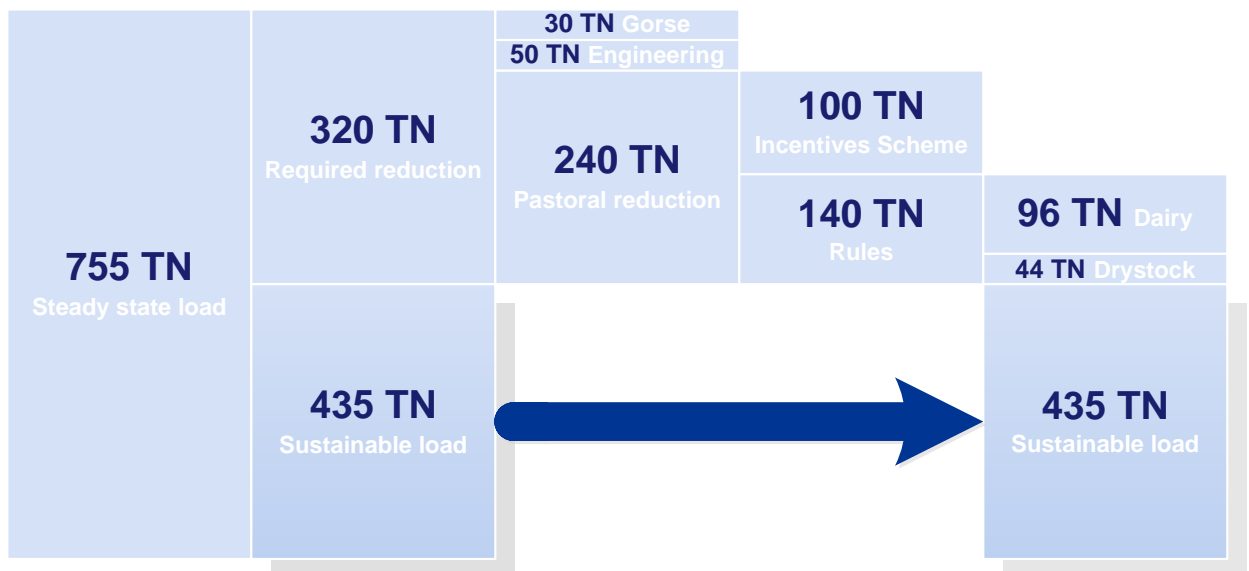 755 TN
Steady state load
320 TN
Required reduction
435 TN
Sustainable load
30 TN Gorse
50 TN Engineering
240 TN
Pastoral reduction
100 TN
Incentives Scheme
140 TN
Rules
96 TN Dairy
44 TN Drystock
435 TN
Sustainable load